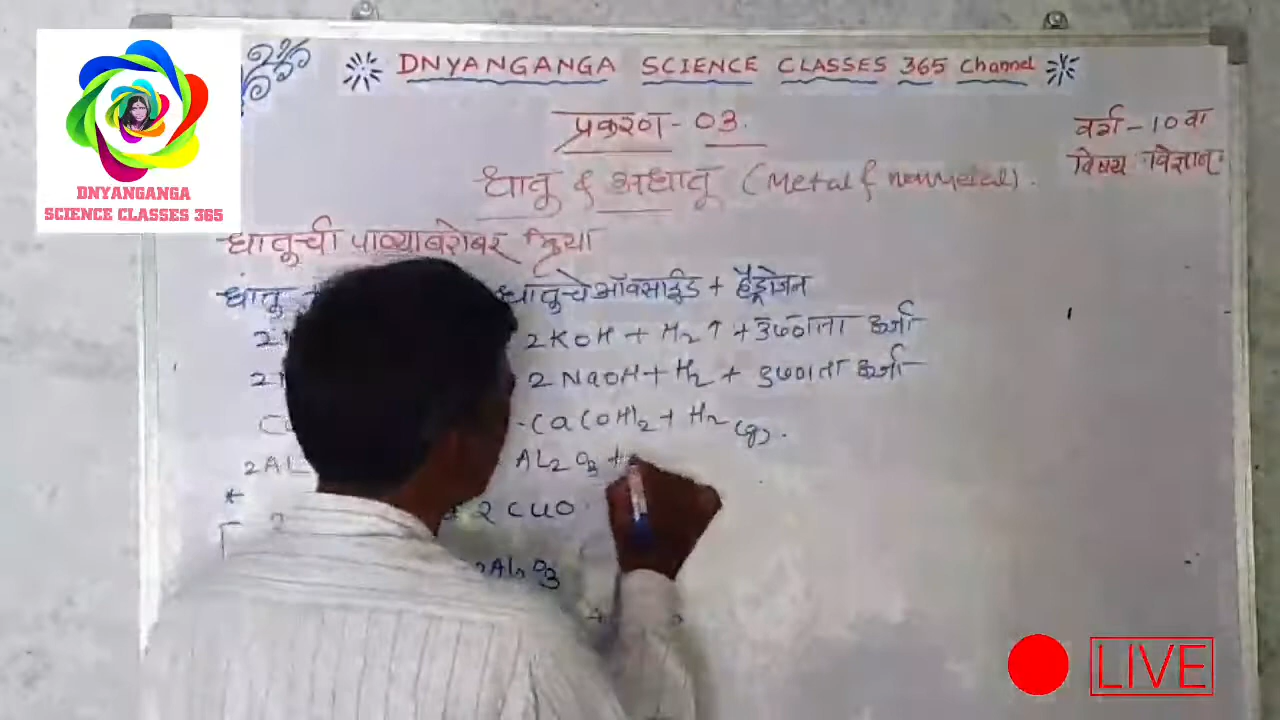 DNYANGANGA SCIENCE CLASSES 365 Channel
DNYANGANGA
SCIENCE CLASSES 365
प्रकरण - 03.
वर्ग - 10 वा
विषय : विज्ञान
धातू & अधातू (Metal & nonmetal).
धातूची पाण्याबरोबर क्रिया
धातू धातूचे ऑक्साईड + हैड्रोजन
2KOH + H2 ↑ + उष्णता ऊर्जा
2NaOH + H2 + उष्णता ऊर्जा
Ca(OH)2 + H2 (g).
2AL AL2O3 +
* 2CuO
2
2Al2O3
LIVE